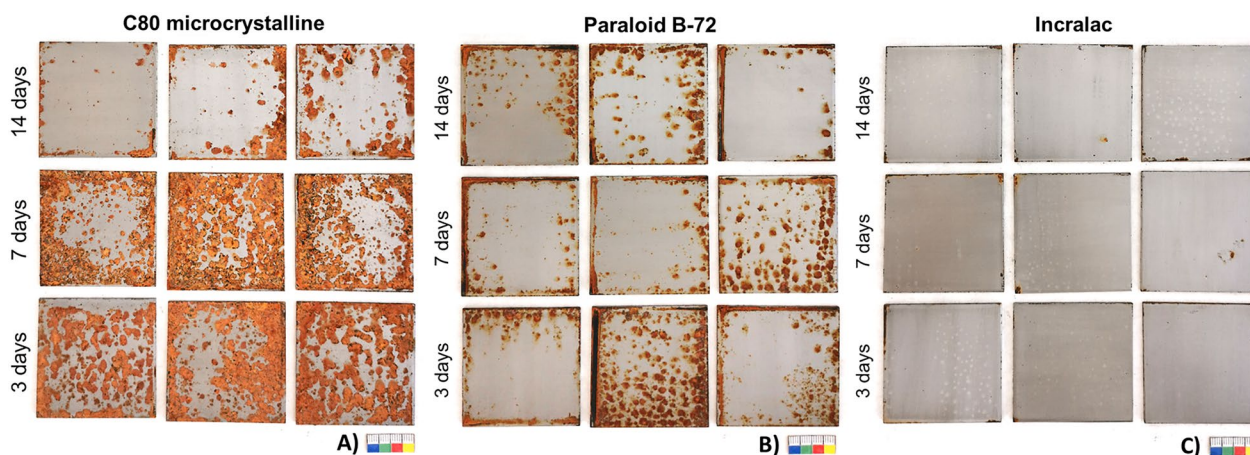 C80 microcrystalline
14 days
7 days
3 days
A)
Paraloid B-72
14 days
7 days
3 days
B)
Incralac
14 days
7 days
3 days
C)